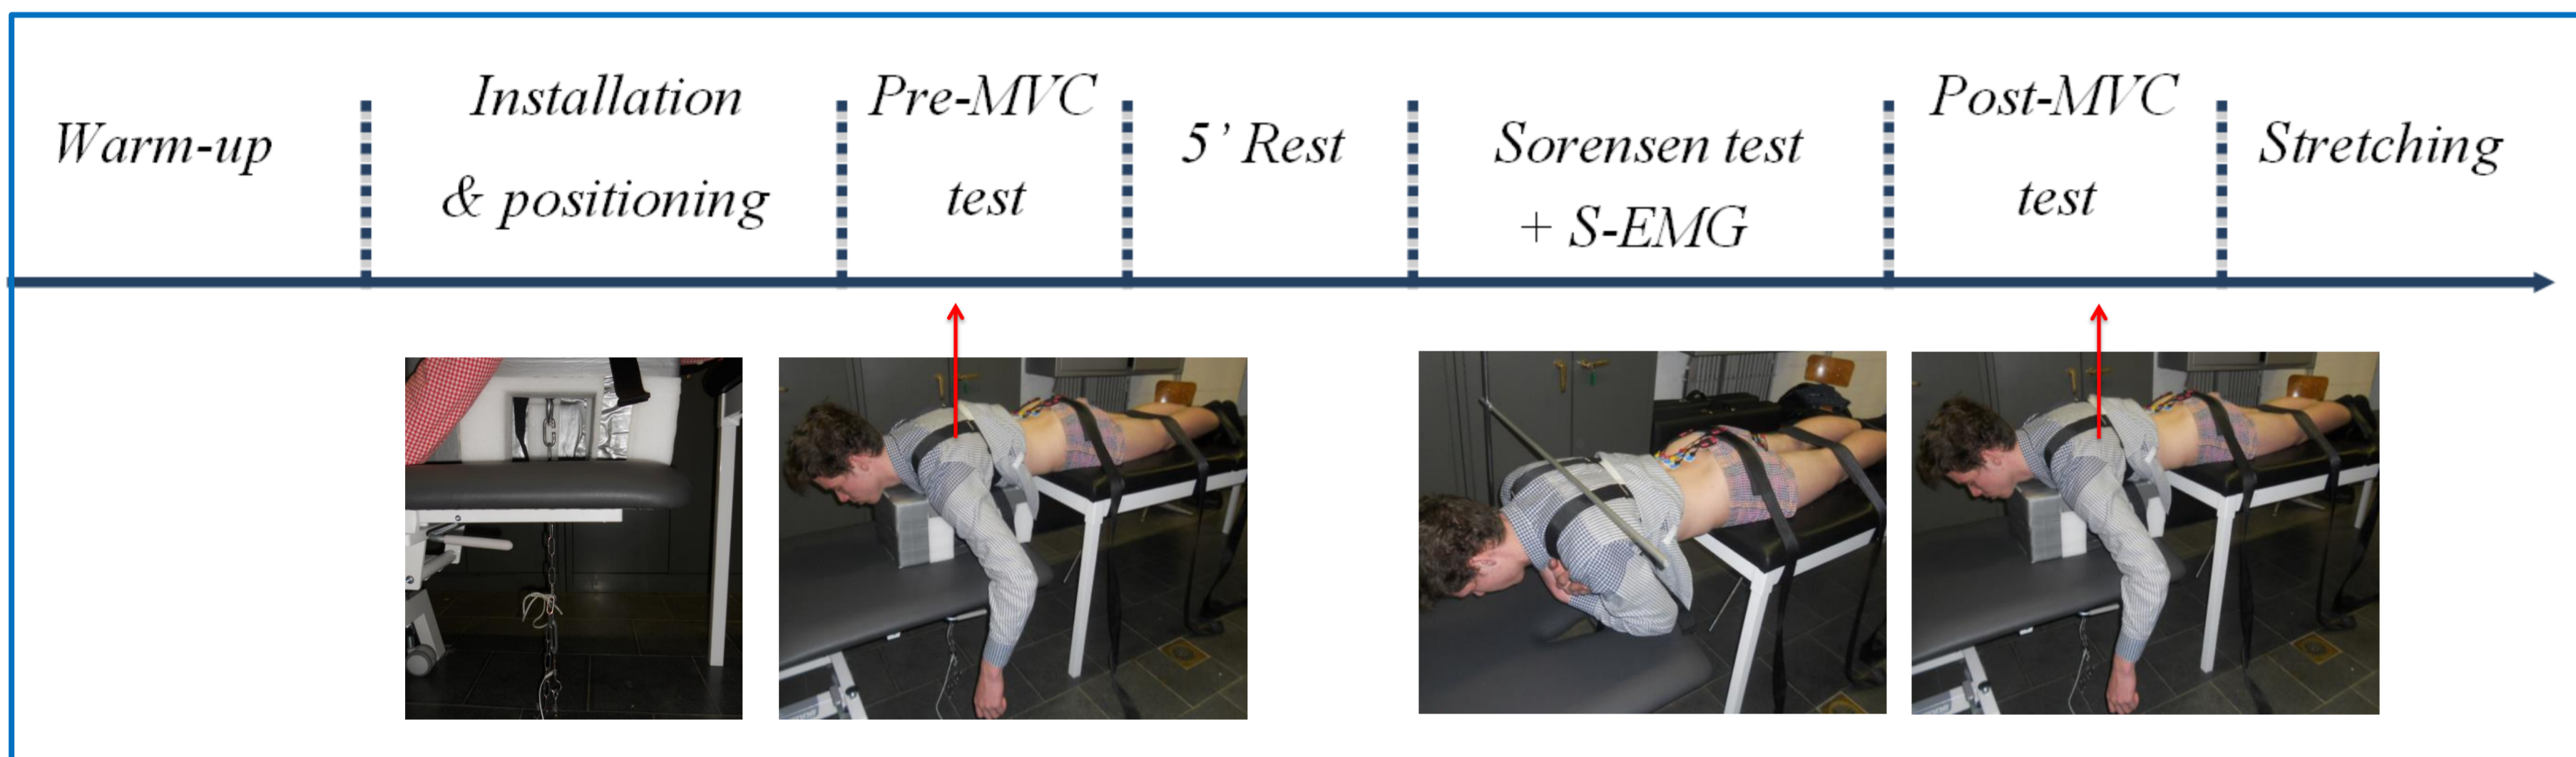 Warm-up
Installation
& positioning
Pre-MVC
test
5’ Rest
Sorensen test
+ S-EMG
Post-MVC
test
Stretching